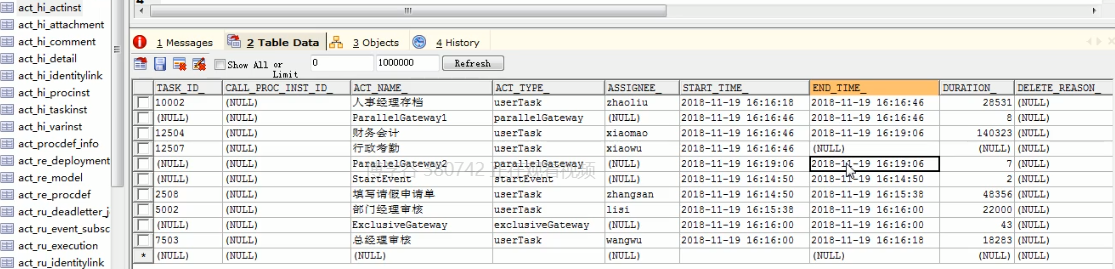 act_hi_actinst
act_hi_attachment
act_hi_comment
act_hi_detail
act_hi_identitylink
act_hi_procinst
act_hi_taskinst
act_hi_varinst
act_procdef_info
act_re_deployment
act_re_model
act_re_procdef
act_ru_deadletter_j
act_ru_event_subsc
act_ru_execution
act_ru_identitylink
1 Messages 2 Table Data 3 Objects 4 History
Show All or Limit 0 1000000 Refresh
TASK_ID_ CALL_PROC_INST_ID_ ACT_NAME_ ACT_TYPE_ ASSIGNEE_ START_TIME_ END_TIME_ DURATION_ DELETE_REASON_
10002 (NULL) 人事经理存档 userTask zhaoliu 2018-11-19 16:16:18 2018-11-19 16:16:46 28531 (NULL)
(NULL) (NULL) ParallelGateway1 parallelGateway (NULL) 2018-11-19 16:16:46 2018-11-19 16:16:46 8 (NULL)
12504 (NULL) 财务会计 userTask xiaomao 2018-11-19 16:16:46 2018-11-19 16:19:06 140323 (NULL)
12507 (NULL) 行政考勤 userTask xiaowu 2018-11-19 16:16:46 (NULL) (NULL) (NULL)
(NULL) (NULL) ParallelGateway2 parallelGateway (NULL) 2018-11-19 16:19:06 2018-11-19 16:19:06 7 (NULL)
(NULL) (NULL) StartEvent startEvent (NULL) 2018-11-19 16:14:50 2018-11-19 16:14:50 2 (NULL)
2508 (NULL) 填写请假申请单 userTask zhangsan 2018-11-19 16:14:50 2018-11-19 16:15:38 48356 (NULL)
5002 (NULL) 部门经理审核 userTask lisi 2018-11-19 16:15:38 2018-11-19 16:16:00 22000 (NULL)
(NULL) (NULL) ExclusiveGateway exclusiveGateway (NULL) 2018-11-19 16:16:00 2018-11-19 16:16:00 43 (NULL)
7503 (NULL) 总经理审核 userTask wangwu 2018-11-19 16:16:00 2018-11-19 16:16:18 18283 (NULL)
* (NULL) (NULL) (NULL) (NULL) (NULL) (NULL) (NULL)